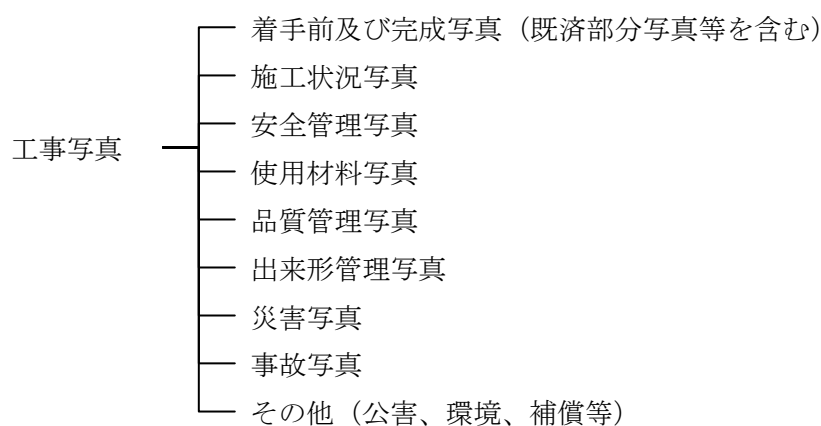 工事写真
着手前及び完成写真（既済部分写真等を含む）
施工状況写真
安全管理写真
使用材料写真
品質管理写真
出来形管理写真
災害写真
事故写真
その他（公害、環境、補償等）